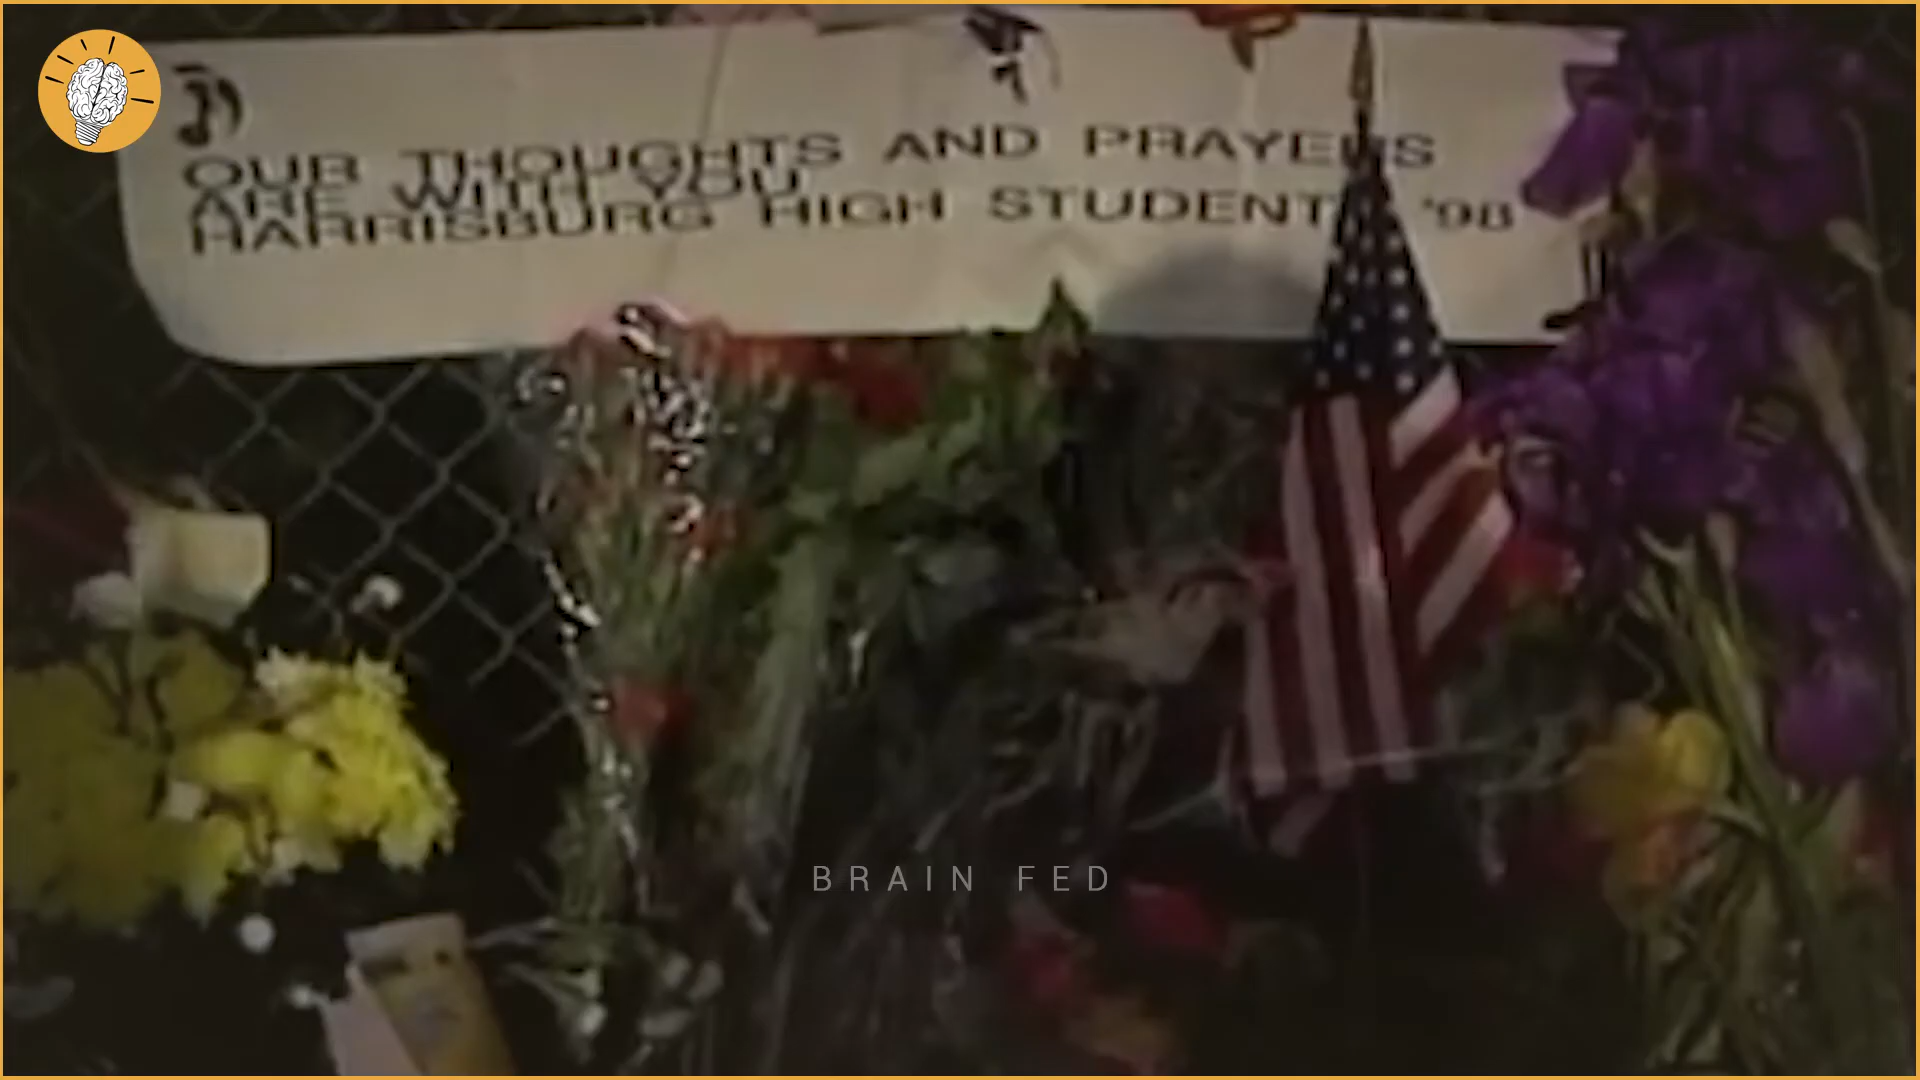 OUR THOUGHTS AND PRAYERS
ARE WITH YOU
HARRISBURG HIGH STUDENTS '98
BRAIN FED